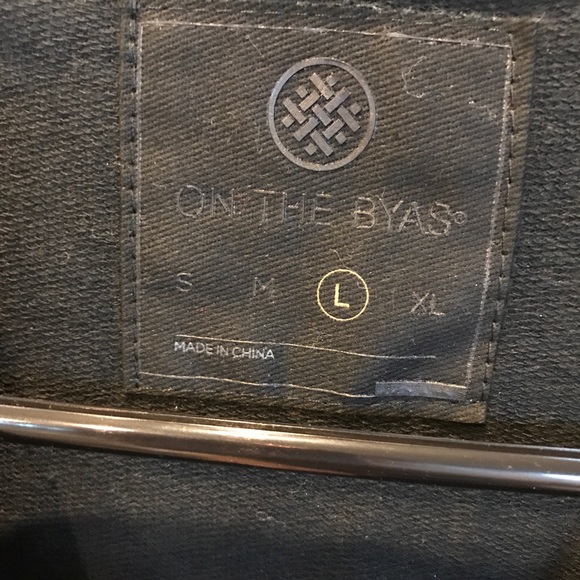 ON THE BYAS°
S M L XL
MADE IN CHINA